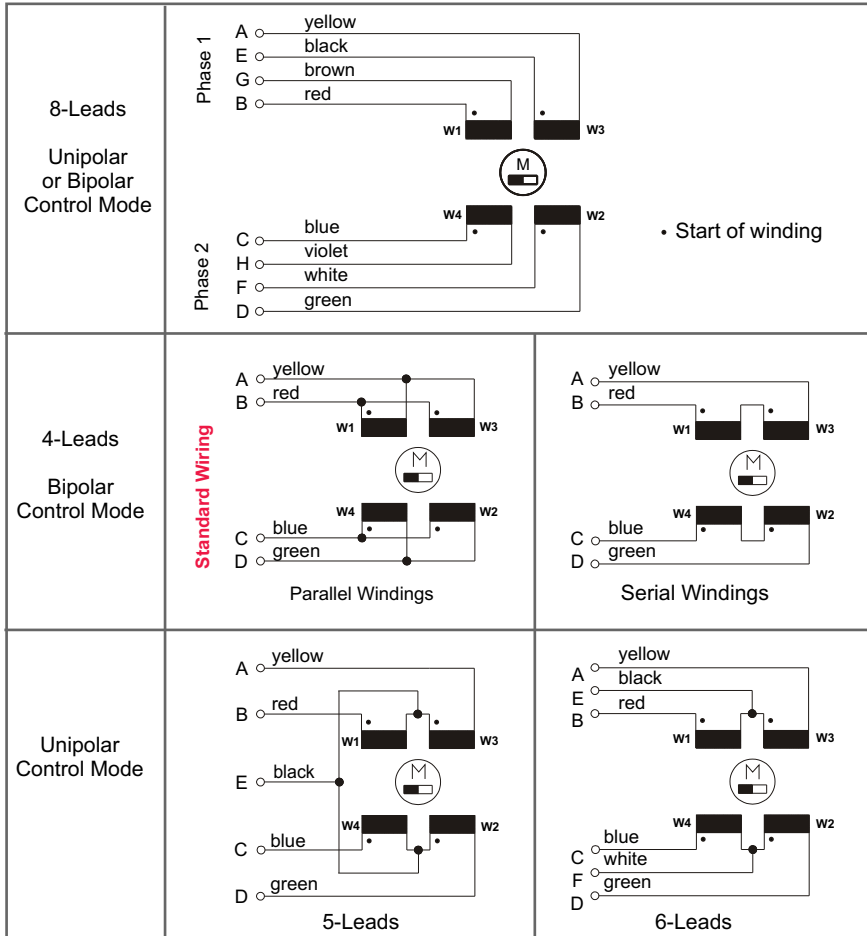 8-Leads
Unipolar
or Bipolar
Control Mode
Phase 1
A yellow
E black
G brown
B red
W1 W3
M
W4 W2
Phase 2
C blue
H violet
F white
D green
• Start of winding
4-Leads
Bipolar
Control Mode
Standard Wiring
A yellow
B red
W1 W3
M
W4 W2
C blue
D green
Parallel Windings
A yellow
B red
W1 W3
M
W4 W2
C blue
D green
Serial Windings
Unipolar
Control Mode
A yellow
B red
W1 W3
E black
M
W4 W2
C blue
D green
5-Leads
A yellow
E black
B red
W1 W3
M
W4 W2
C blue
F white
D green
6-Leads